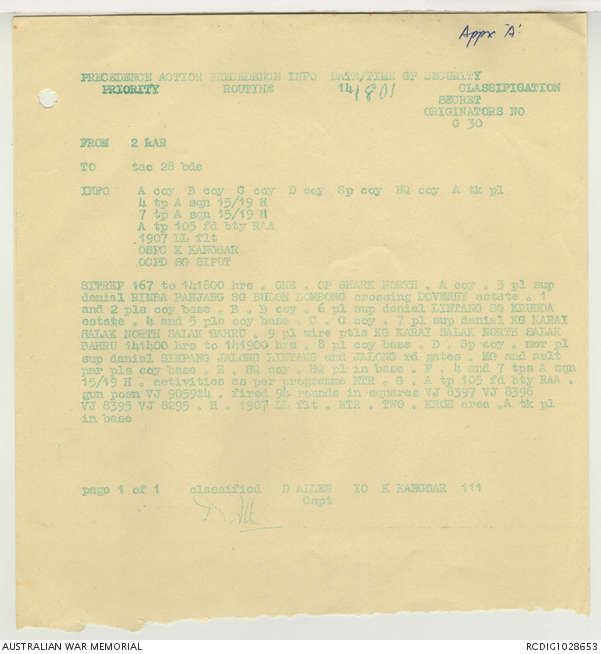 Appx 'A'
PRECEDENCE ACTION PRECEDENCE INFO DATE/TIME GP SECURITY
PRIORITY ROUTINE 141801 CLASSIFICATION
SECRET
ORIGINATORS NO
G 30
FROM 2 RAR
TO tac 28 bde
INFO A coy B coy C coy D coy Sp coy HQ coy A tk pl
4 tp A sqn 15/19 H
7 tp A sqn 15/19 H
A tp 105 fd bty RAA
1907 LL flt
OSPC K KANGSAR
OCPD SG SIPUT
SITREP 167 to 141800 hrs . ONE . OP SHARK NORTH . A coy . 3 pl sup
denial RIMBA PANJANG SG BULOH LOMBONG crossing DOVENBY estate . 1
and 2 pls coy base . B . D coy . 6 pl sup denial LINTANG SG
estate . 4 and 5 pls coy base . C . C coy . 7 pl sup denial KG KARAI
SALAK NORTH SALAK BAHRU . 9 pl wire ptls KG KARAI SALAK NORTH SALAK
BAHRU 141400 hrs to 141900 hrs . 8 pl coy base . D . Sp coy . mor pl
sup denial SIMPANG JALONG LINTANG and JALONG rd gates . MG and aslt
pnr pls coy base . E . HQ coy . HQ pl in base . F . 4 and 7 tps A sqn
15/19 H . activities as per programme NTR . G . A tp 105 fd bty RAA .
gun posn VJ 905924 . fired 94 rounds in squares VJ 8397 VJ 8396
VJ 8395 VJ 8295 . H . 1907 LL flt . NTR . TWO . KROH area . A tk pl
in base
page 1 of 1 classified D ALLEN IO K KANGSAR 111
Capt
AUSTRALIAN WAR MEMORIAL RCDIG1028653